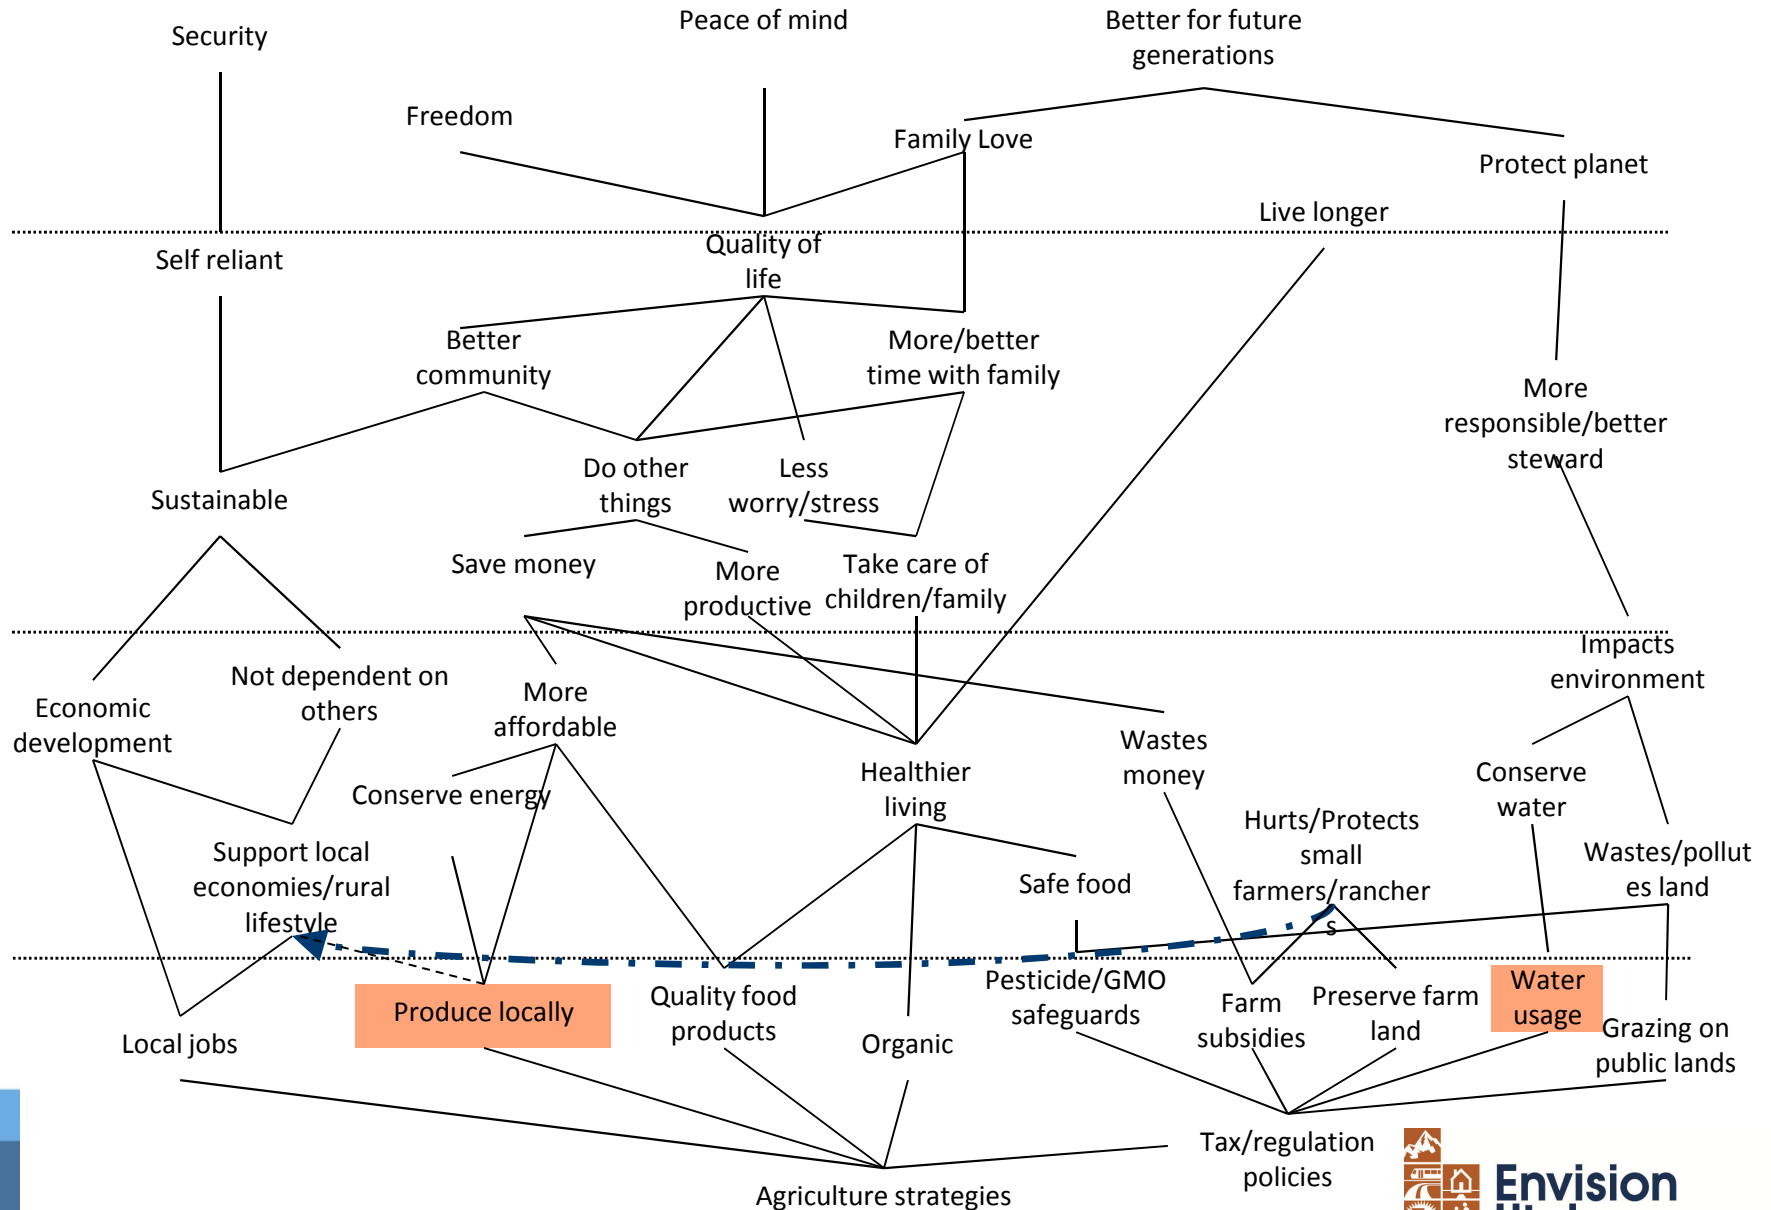 Peace of mind
Better for future
generations
Security
Freedom
Family Love
Protect planet
Live longer
Self reliant
Quality of
life
Better
community
More/better
time with family
More
responsible/better
steward
Do other
things
Less
worry/stress
Sustainable
Save money
More
productive
Take care of
children/family
Impacts
environment
Not dependent on
others
Economic
development
More
affordable
Wastes
money
Healthier
living
Conserve
water
Conserve energy
Hurts/Protects
small
farmers/rancher
s
Support local
economies/rural
lifestyle
Wastes/pollut
es land
Safe food
Produce locally
Quality food
products
Pesticide/GMO
safeguards
Farm
subsidies
Preserve farm
land
Water
usage
Grazing on
public lands
Local jobs
Organic
Tax/regulation
policies
Agriculture strategies
Envision